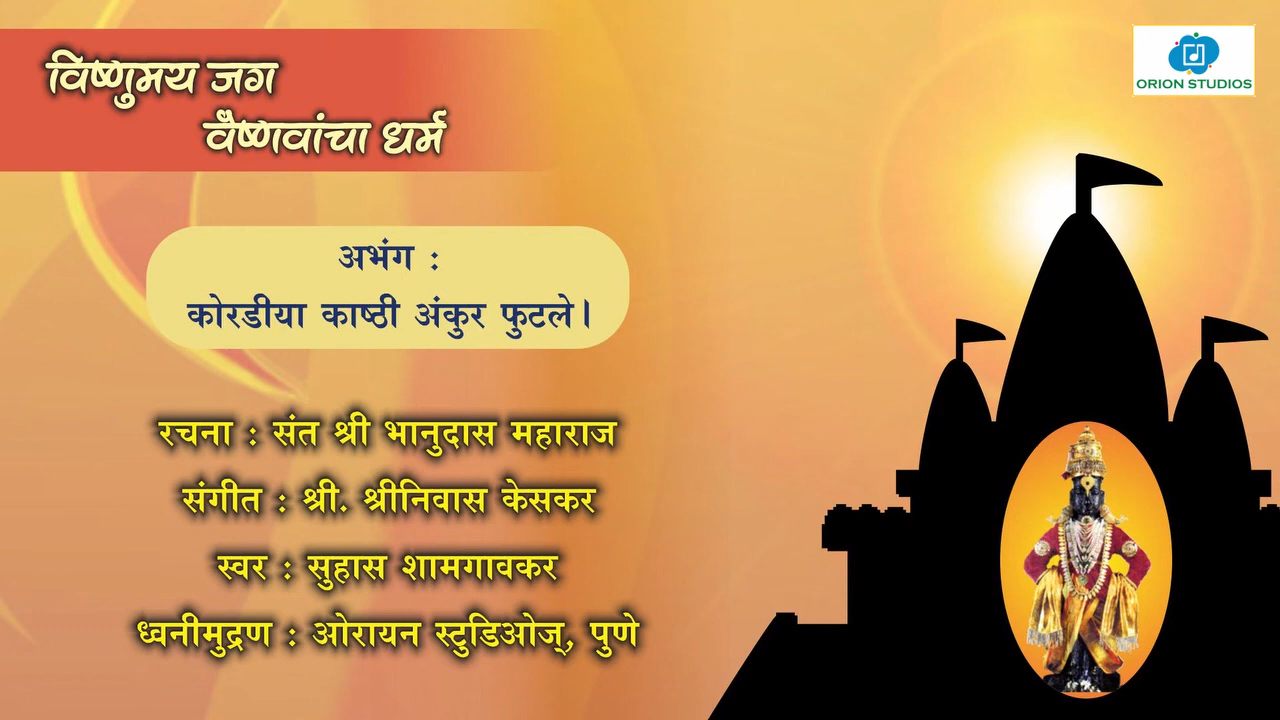 विष्णुमय जग
वैष्णवांचा धर्म
ORION STUDIOS
अभंग :
कोरडीया काष्ठी अंकुर फुटले।
रचना : संत श्री भानुदास महाराज
संगीत : श्री. श्रीनिवास केसकर
स्वर : सुहास शामगावकर
ध्वनीमुद्रण : ओरायन स्टुडिओज्, पुणे